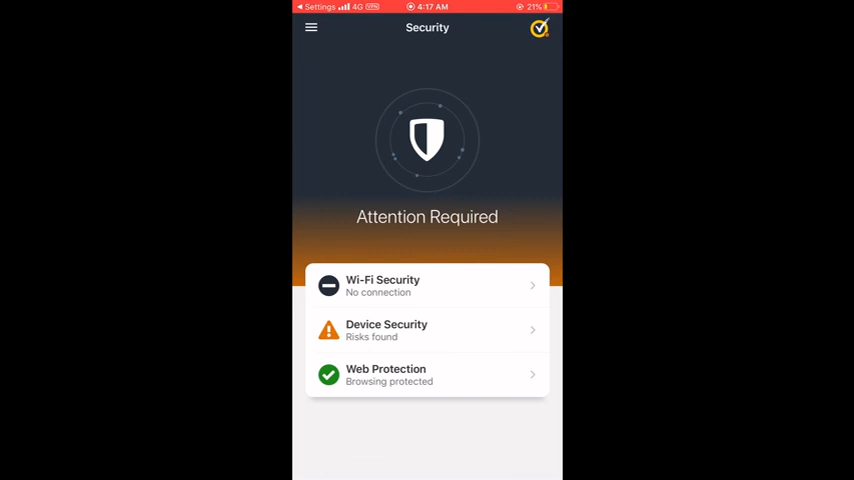 Settings 4G VPN 4:17 AM 21%
Security
Attention Required
Wi-Fi Security
No connection
Device Security
Risks found
Web Protection
Browsing protected